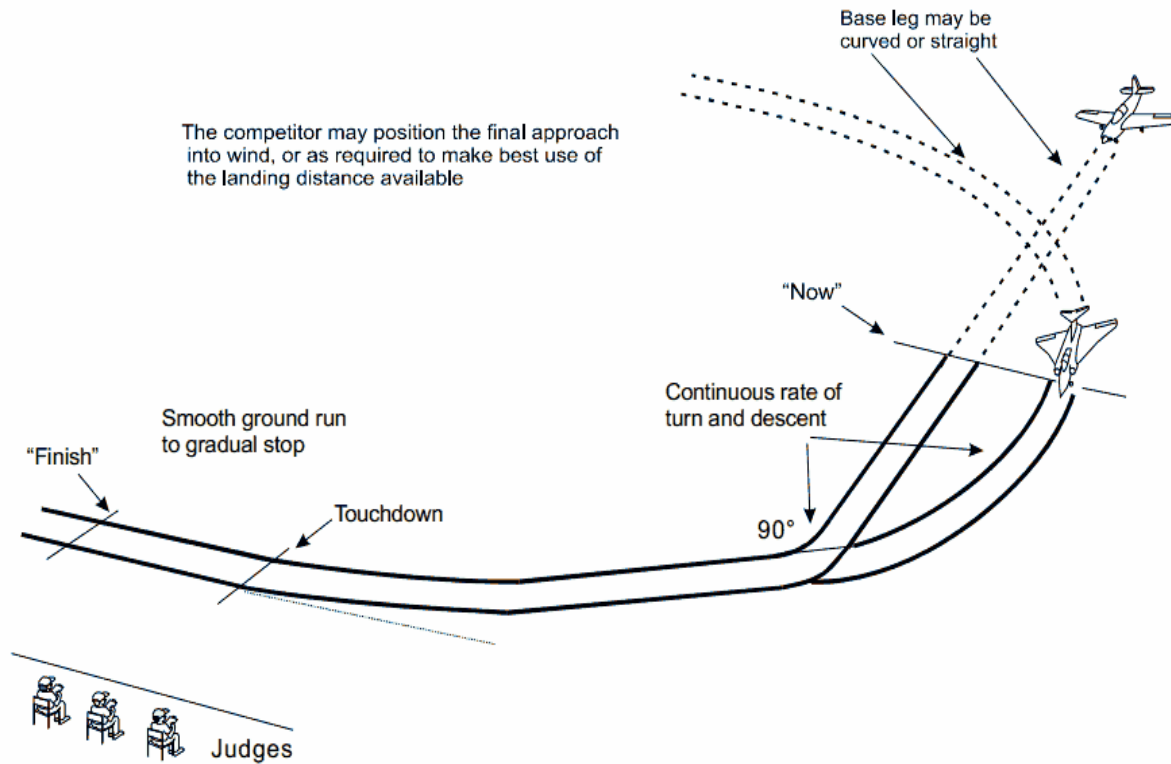 Base leg may be
curved or straight
The competitor may position the final approach
into wind, or as required to make best use of
the landing distance available
“Now”
Continuous rate of
turn and descent
Smooth ground run
to gradual stop
“Finish”
Touchdown
90°
Judges